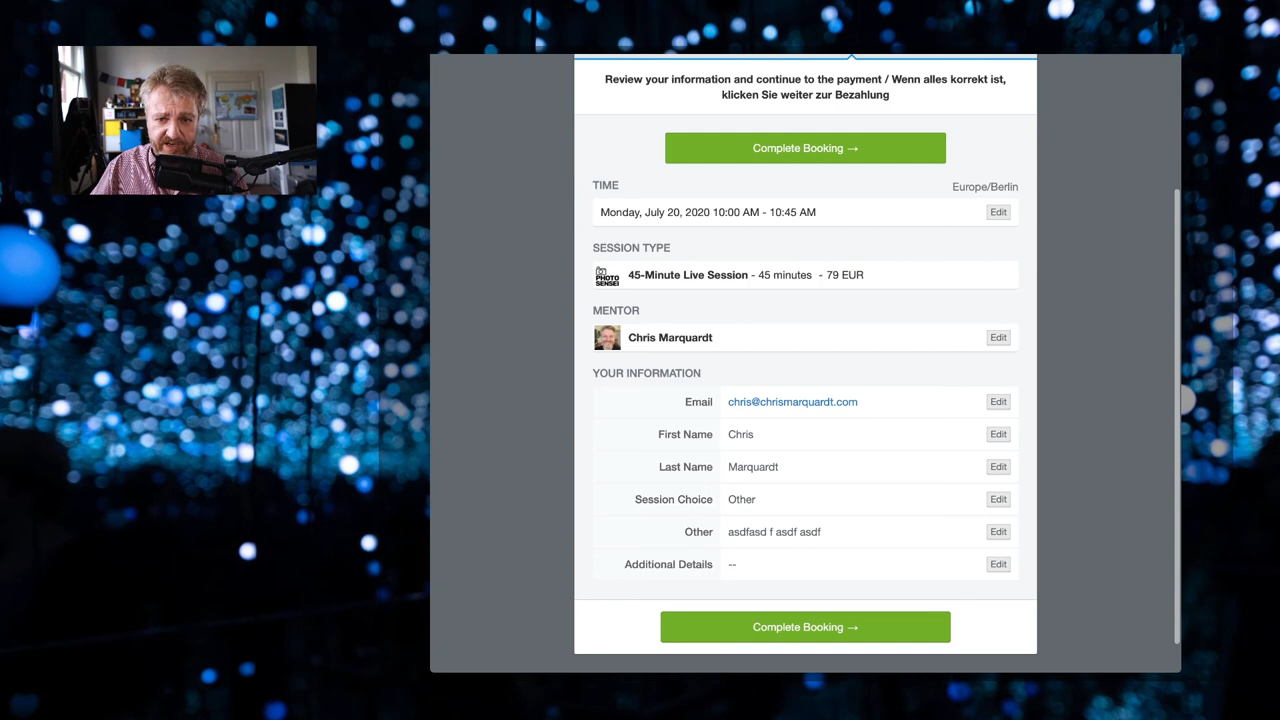 Review your information and continue to the payment / Wenn alles korrekt ist,
klicken Sie weiter zur Bezahlung
Complete Booking →
TIME
Europe/Berlin
Monday, July 20, 2020 10:00 AM - 10:45 AM
Edit
SESSION TYPE
PHOTO
SENSEI
45-Minute Live Session - 45 minutes - 79 EUR
MENTOR
Chris Marquardt
Edit
YOUR INFORMATION
Email chris@chrismarquardt.com Edit
First Name Chris Edit
Last Name Marquardt Edit
Session Choice Other Edit
Other asdfasd f asdf asdf Edit
Additional Details -- Edit
Complete Booking →